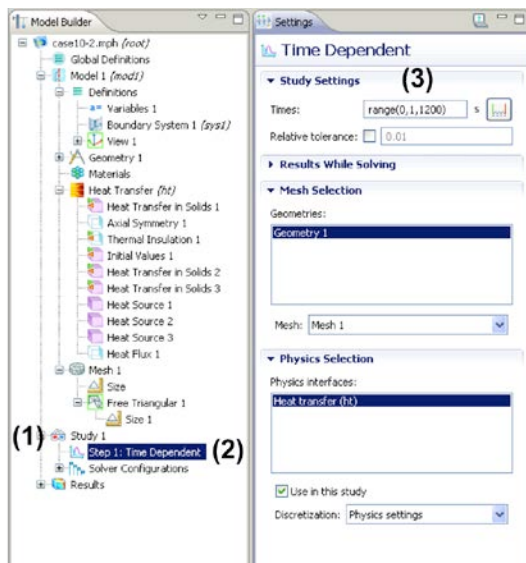 Model Builder
case10-2.mph (root)
Global Definitions
Model 1 (mod1)
Definitions
a= Variables 1
Boundary System 1 (sys1)
View 1
Geometry 1
Materials
Heat Transfer (ht)
Heat Transfer in Solids 1
Axial Symmetry 1
Thermal Insulation 1
Initial Values 1
Heat Transfer in Solids 2
Heat Transfer in Solids 3
Heat Source 1
Heat Source 2
Heat Source 3
Heat Flux 1
Mesh 1
Size
Free Triangular 1
Size 1
(1) Study 1
Step 1: Time Dependent (2)
Solver Configurations
Results
Settings
Time Dependent
Study Settings (3)
Times: range(0,1,1200) s
Relative tolerance: 0.01
Results While Solving
Mesh Selection
Geometries:
Geometry 1
Mesh: Mesh 1
Physics Selection
Physics interfaces:
Heat transfer (ht)
Use in this study
Discretization: Physics settings